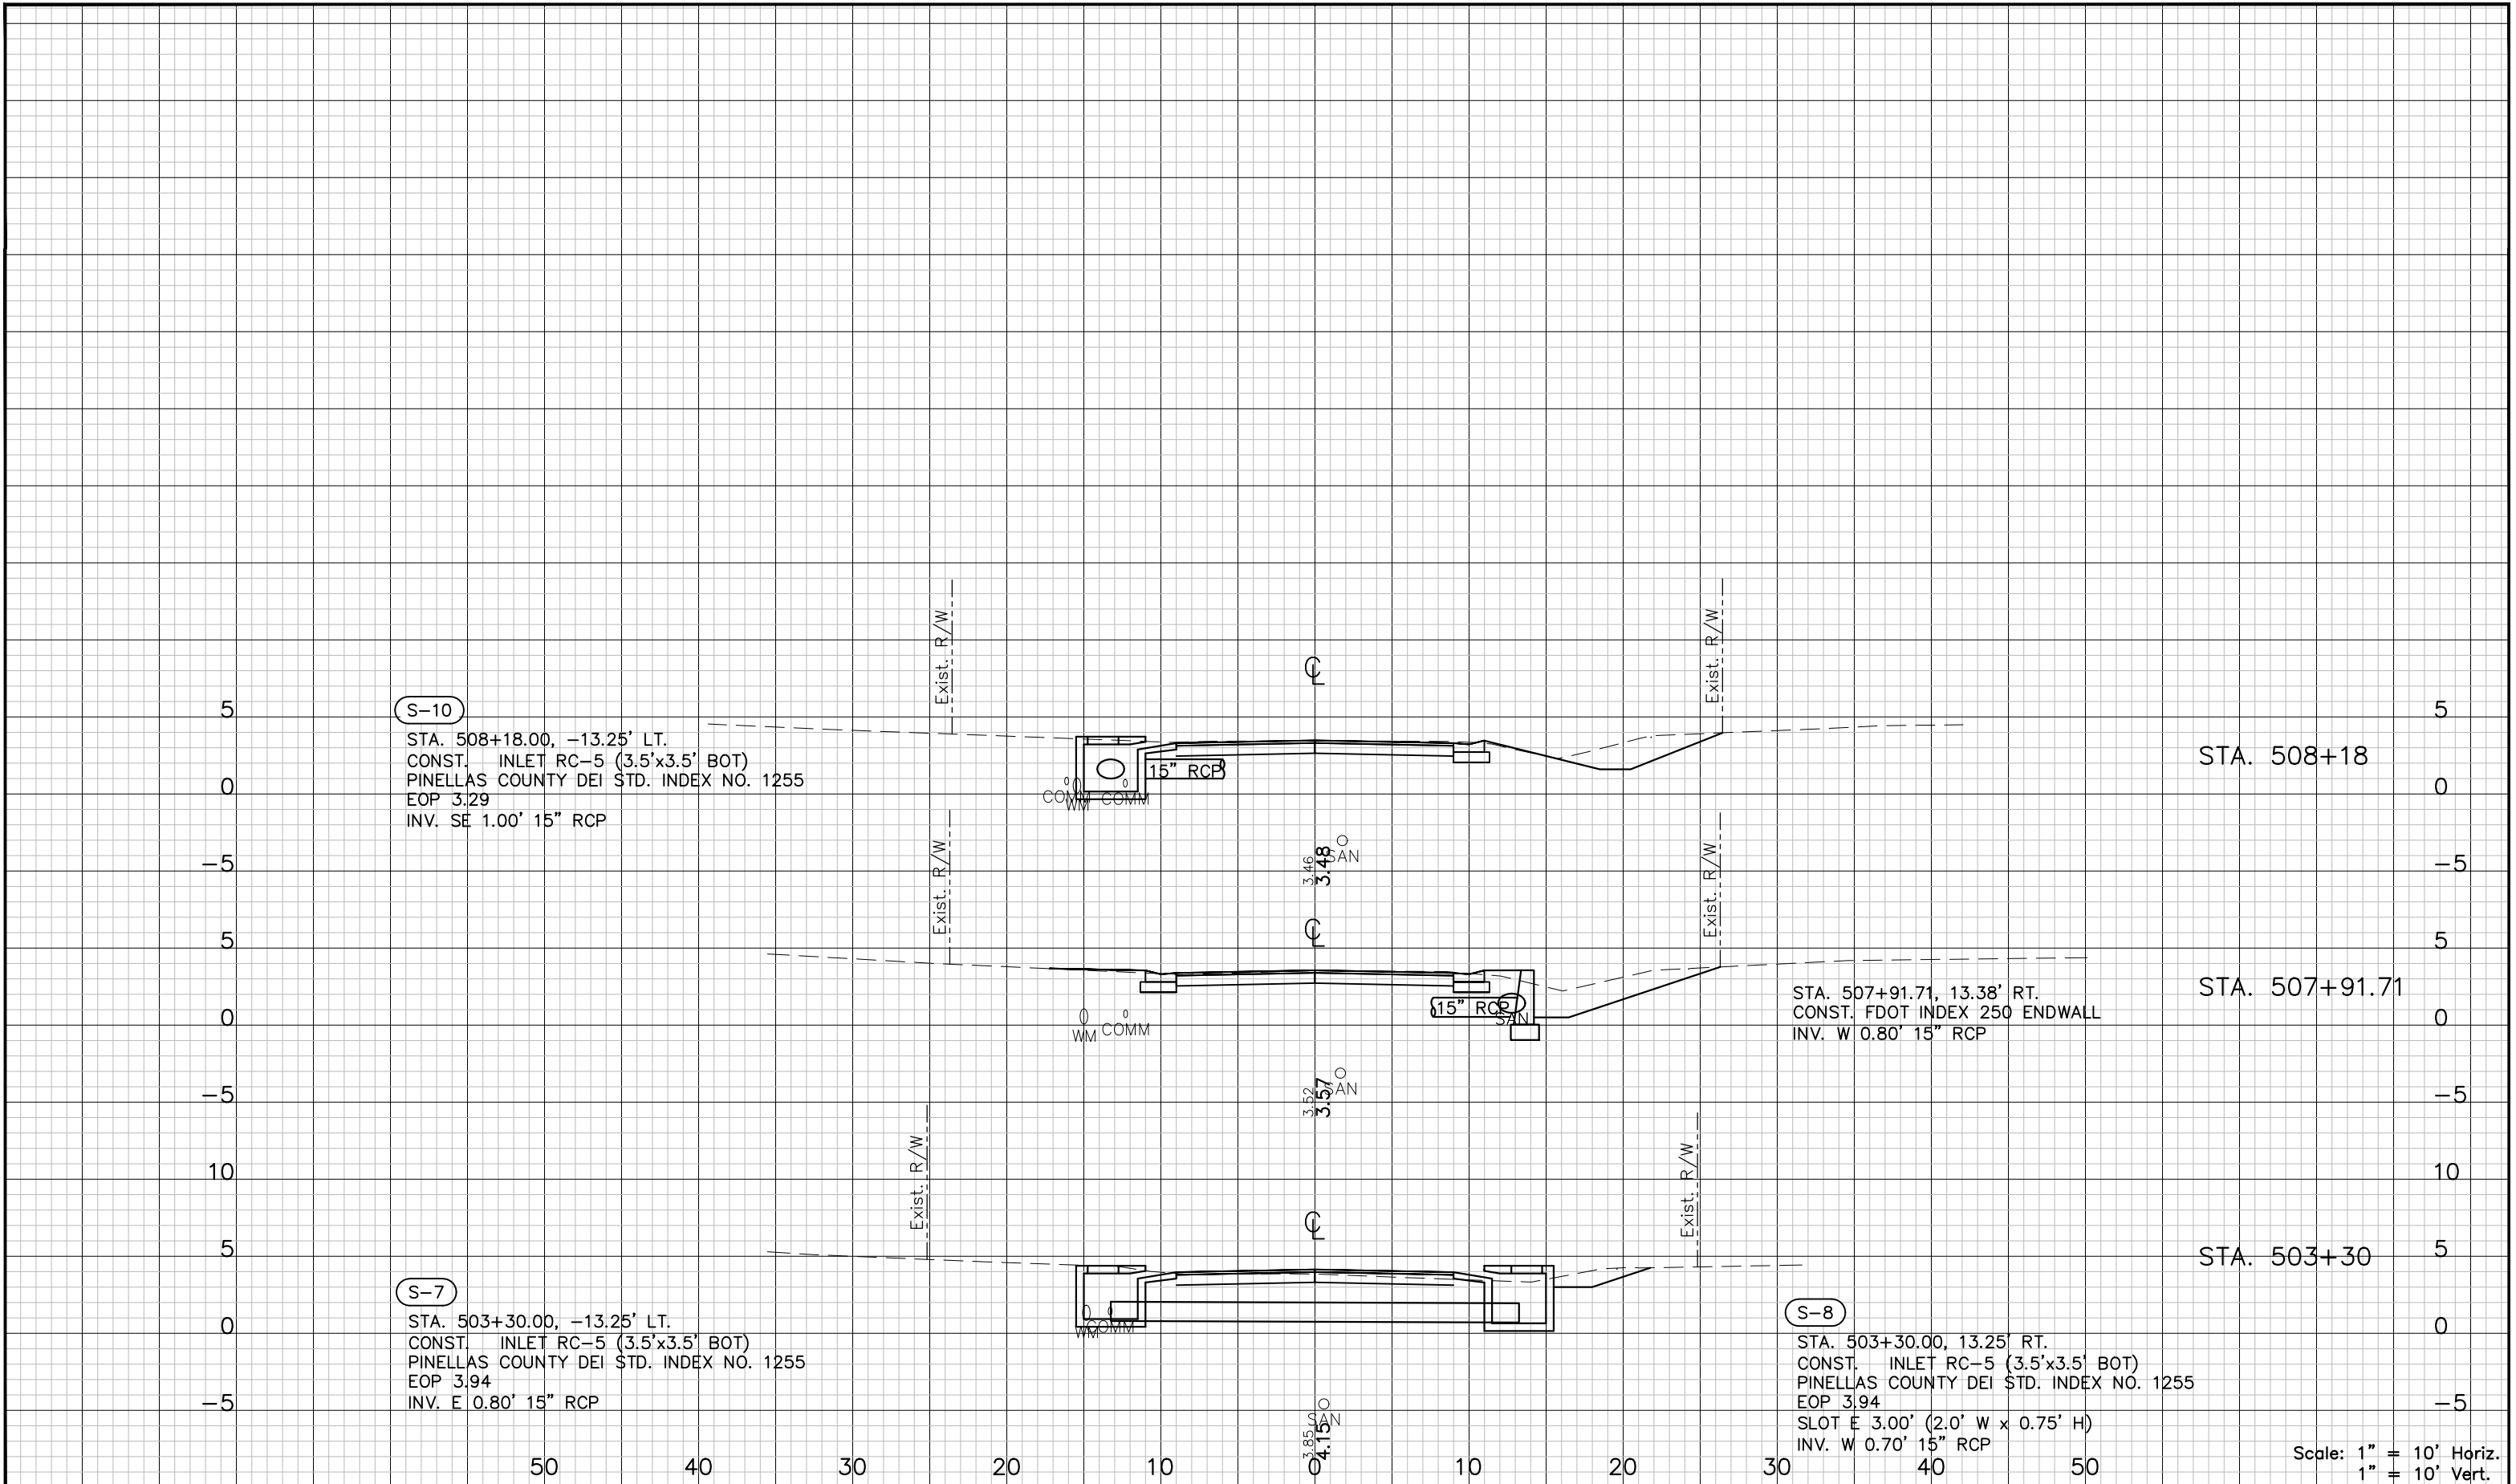 Exist. R/W
Exist. R/W
℄
5
5
S-10
STA. 508+18.00, -13.25' LT.
CONST. INLET RC-5 (3.5'x3.5' BOT)
PINELLAS COUNTY DEI STD. INDEX NO. 1255
EOP 3.29
INV. SE 1.00' 15" RCP
STA. 508+18
15" RCP
0
0
COMM
WM
COMM
SAN
3.46
3.48
-5
-5
Exist. R/W
Exist. R/W
℄
5
5
STA. 507+91.71
STA. 507+91.71, 13.38' RT.
CONST. FDOT INDEX 250 ENDWALL
INV. W 0.80' 15" RCP
15" RCP
SAN
0
0
WM
COMM
SAN
3.52
3.57
-5
-5
Exist. R/W
Exist. R/W
10
10
℄
5
5
STA. 503+30
S-7
STA. 503+30.00, -13.25' LT.
CONST. INLET RC-5 (3.5'x3.5' BOT)
PINELLAS COUNTY DEI STD. INDEX NO. 1255
EOP 3.94
INV. E 0.80' 15" RCP
0
0
WM
COMM
S-8
STA. 503+30.00, 13.25' RT.
CONST. INLET RC-5 (3.5'x3.5' BOT)
PINELLAS COUNTY DEI STD. INDEX NO. 1255
EOP 3.94
SLOT E 3.00' (2.0' W x 0.75' H)
INV. W 0.70' 15" RCP
-5
-5
SAN
3.85
4.15
50 40 30 20 10 0 10 20 30 40 50
Scale: 1" = 10' Horiz.
1" = 10' Vert.